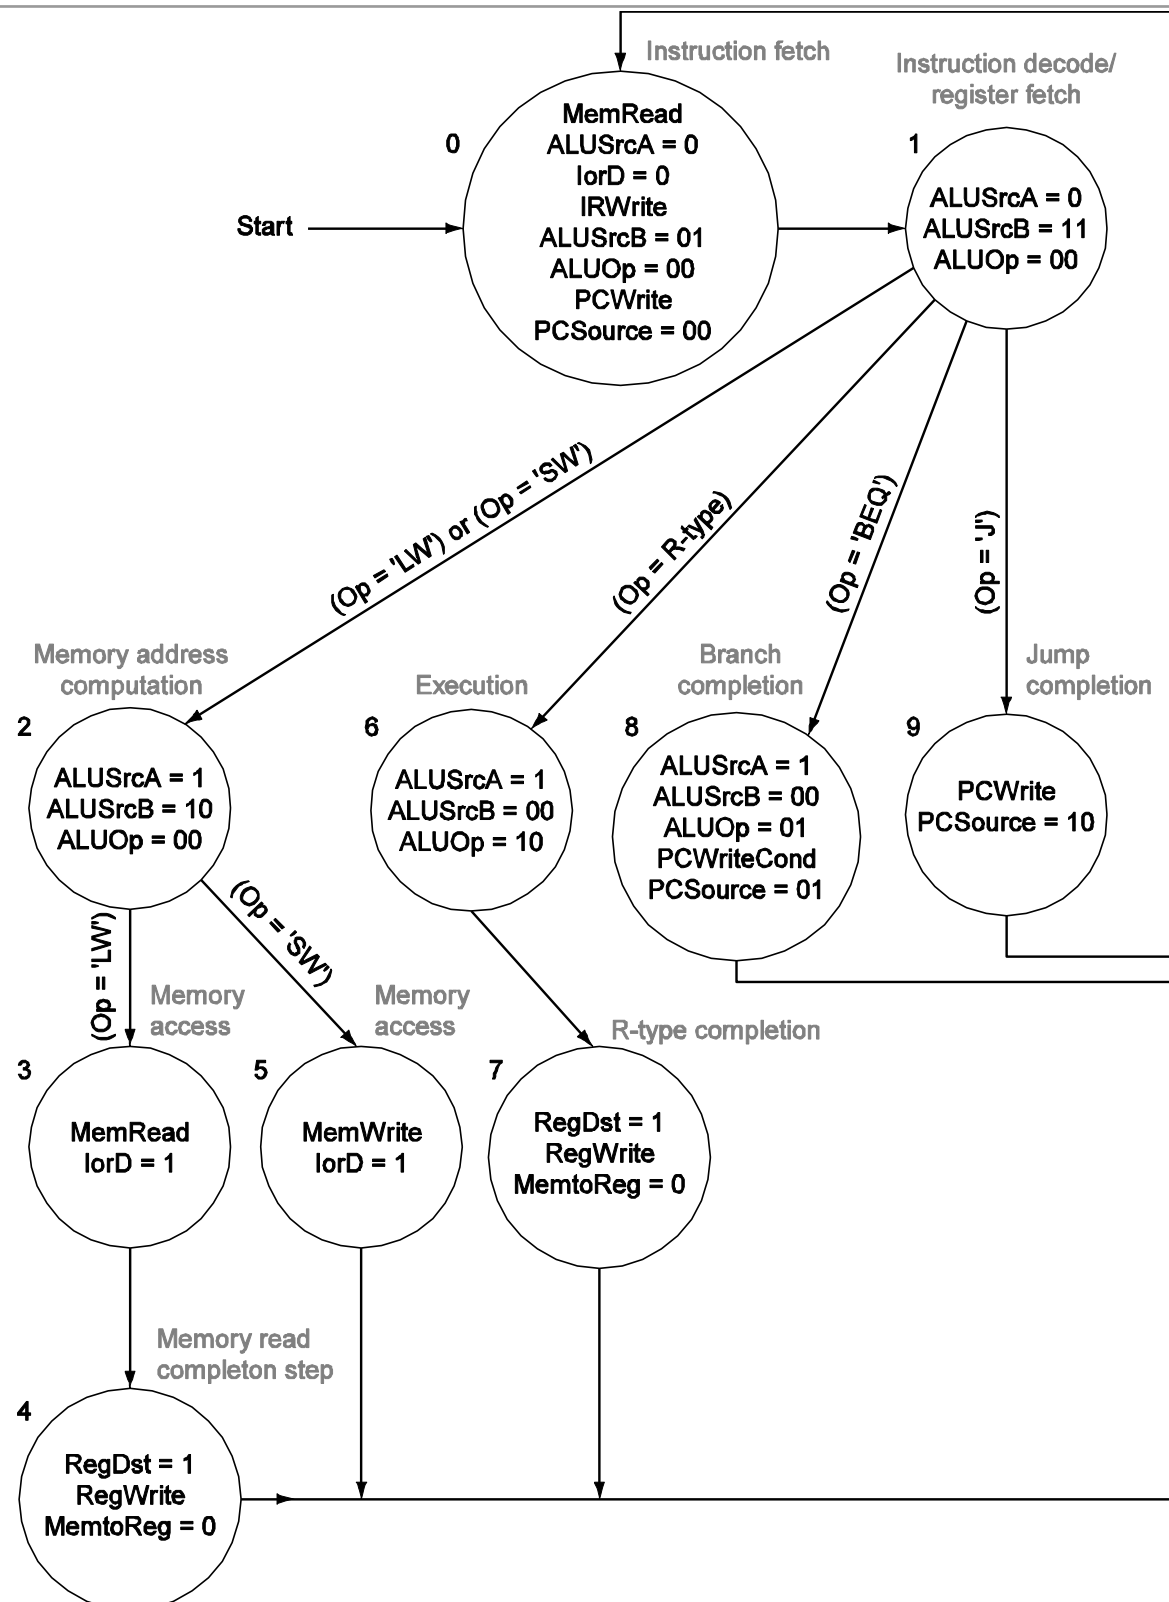 Instruction fetch
Instruction decode/
register fetch
0
MemRead
ALUSrcA = 0
IorD = 0
IRWrite
ALUSrcB = 01
ALUOp = 00
PCWrite
PCSource = 00
1
ALUSrcA = 0
ALUSrcB = 11
ALUOp = 00
Start
(Op = 'LW') or (Op = 'SW')
(Op = R-type)
(Op = 'BEQ')
(Op = 'J')
Memory address
computation
2
ALUSrcA = 1
ALUSrcB = 10
ALUOp = 00
Execution
6
ALUSrcA = 1
ALUSrcB = 00
ALUOp = 10
Branch
completion
8
ALUSrcA = 1
ALUSrcB = 00
ALUOp = 01
PCWriteCond
PCSource = 01
Jump
completion
9
PCWrite
PCSource = 10
(Op = 'LW')
(Op = 'SW')
Memory
access
3
MemRead
IorD = 1
Memory
access
5
MemWrite
IorD = 1
R-type completion
7
RegDst = 1
RegWrite
MemtoReg = 0
Memory read
completon step
4
RegDst = 1
RegWrite
MemtoReg = 0